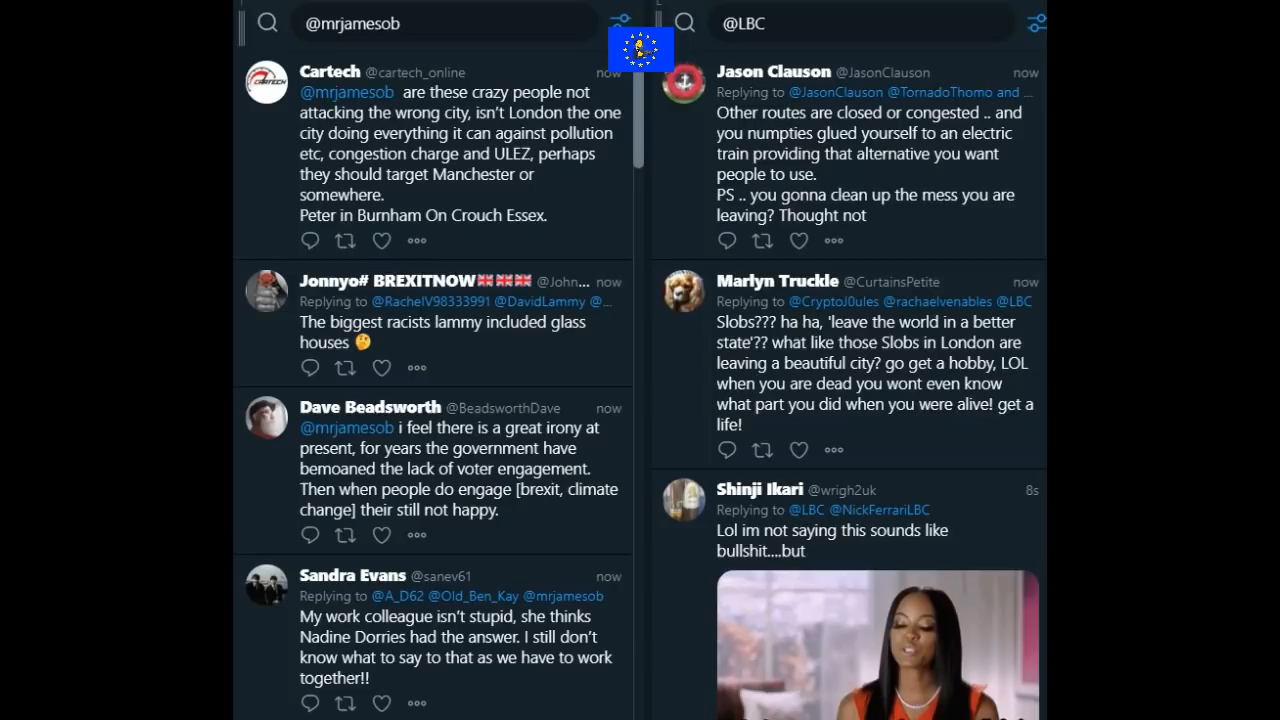 @mrjamesob
Cartech @cartech_online now
@mrjamesob are these crazy people not
attacking the wrong city, isn't London the one
city doing everything it can against pollution
etc, congestion charge and ULEZ, perhaps
they should target Manchester or
somewhere.
Peter in Burnham On Crouch Essex.
Jonnyo# BREXITNOW🇬🇧🇬🇧🇬🇧 @John... now
Replying to @RachelV98333991 @DavidLammy @...
The biggest racists lammy included glass
houses 🤔
Dave Beadsworth @BeadsworthDave now
@mrjamesob i feel there is a great irony at
present, for years the government have
bemoaned the lack of voter engagement.
Then when people do engage [brexit, climate
change] their still not happy.
Sandra Evans @sanev61 now
Replying to @A_D62 @Old_Ben_Kay @mrjamesob
My work colleague isn't stupid, she thinks
Nadine Dorries had the answer. I still don't
know what to say to that as we have to work
together!!
@LBC
Jason Clauson @JasonClauson now
Replying to @JasonClauson @TornadoThomo and ...
Other routes are closed or congested .. and
you numpties glued yourself to an electric
train providing that alternative you want
people to use.
PS .. you gonna clean up the mess you are
leaving? Thought not
Marlyn Truckle @CurtainsPetite now
Replying to @CryptoJ0ules @rachaelvenables @LBC
Slobs??? ha ha, 'leave the world in a better
state'?? what like those Slobs in London are
leaving a beautiful city? go get a hobby, LOL
when you are dead you wont even know
what part you did when you were alive! get a
life!
Shinji Ikari @wrigh2uk 8s
Replying to @LBC @NickFerrariLBC
Lol im not saying this sounds like
bullshit....but